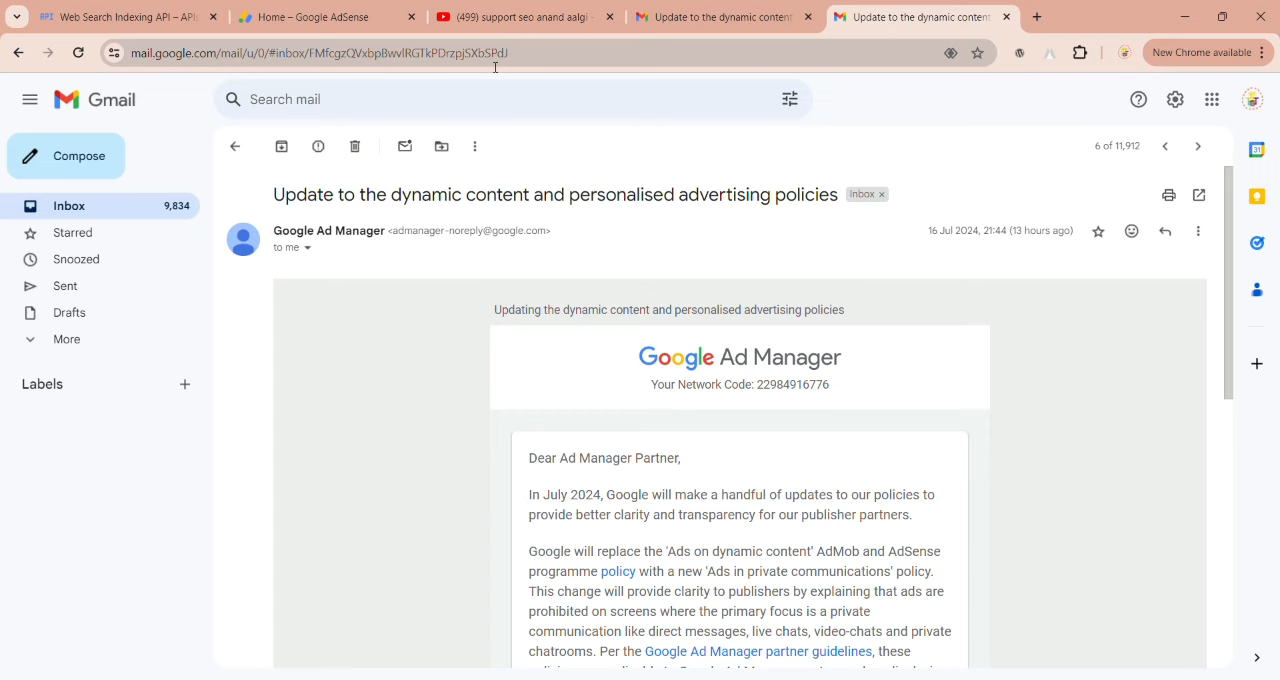 Web Search Indexing API – APIs
Home – Google AdSense
(499) support seo anand aalgi -
Update to the dynamic content
Update to the dynamic content
mail.google.com/mail/u/0/#inbox/FMfcgzQVxbpBwvlRGTkPDrzpjSXbSPdJ
New Chrome available
Gmail
Search mail
Compose
Inbox 9,834
Starred
Snoozed
Sent
Drafts
More
Labels
6 of 11,912
Update to the dynamic content and personalised advertising policies Inbox x
Google Ad Manager <admanager-noreply@google.com>
16 Jul 2024, 21:44 (13 hours ago)
to me
Updating the dynamic content and personalised advertising policies
Google Ad Manager
Your Network Code: 22984916776
Dear Ad Manager Partner,
In July 2024, Google will make a handful of updates to our policies to
provide better clarity and transparency for our publisher partners.
Google will replace the 'Ads on dynamic content' AdMob and AdSense
programme policy with a new 'Ads in private communications' policy.
This change will provide clarity to publishers by explaining that ads are
prohibited on screens where the primary focus is a private
communication like direct messages, live chats, video-chats and private
chatrooms. Per the Google Ad Manager partner guidelines, these